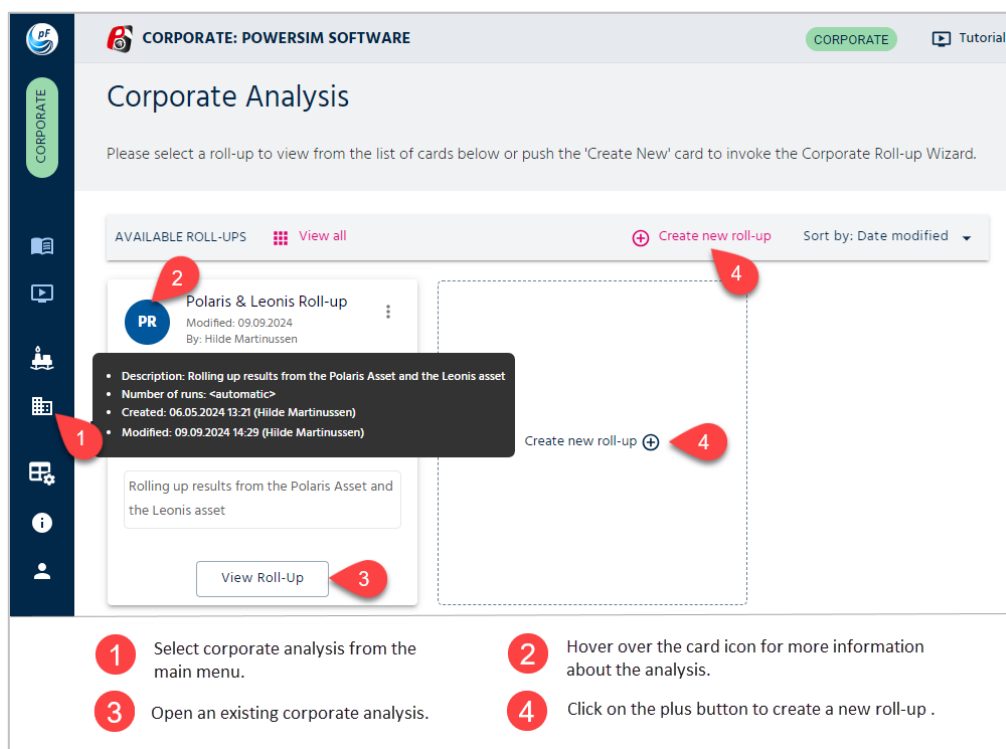 pF
CORPORATE: POWERSIM SOFTWARE
CORPORATE
Tutorial
CORPORATE
Corporate Analysis
Please select a roll-up to view from the list of cards below or push the 'Create New' card to invoke the Corporate Roll-up Wizard.
AVAILABLE ROLL-UPS
View all
Create new roll-up
Sort by: Date modified
2
4
PR
Polaris & Leonis Roll-up
Modified: 09.09.2024
By: Hilde Martinussen
• Description: Rolling up results from the Polaris Asset and the Leonis asset
• Number of runs: <automatic>
• Created: 06.05.2024 13:21 (Hilde Martinussen)
• Modified: 09.09.2024 14:29 (Hilde Martinussen)
1
Create new roll-up
4
Rolling up results from the Polaris Asset and
the Leonis asset
View Roll-Up
3
1
Select corporate analysis from the
main menu.
2
Hover over the card icon for more information
about the analysis.
3
Open an existing corporate analysis.
4
Click on the plus button to create a new roll-up .